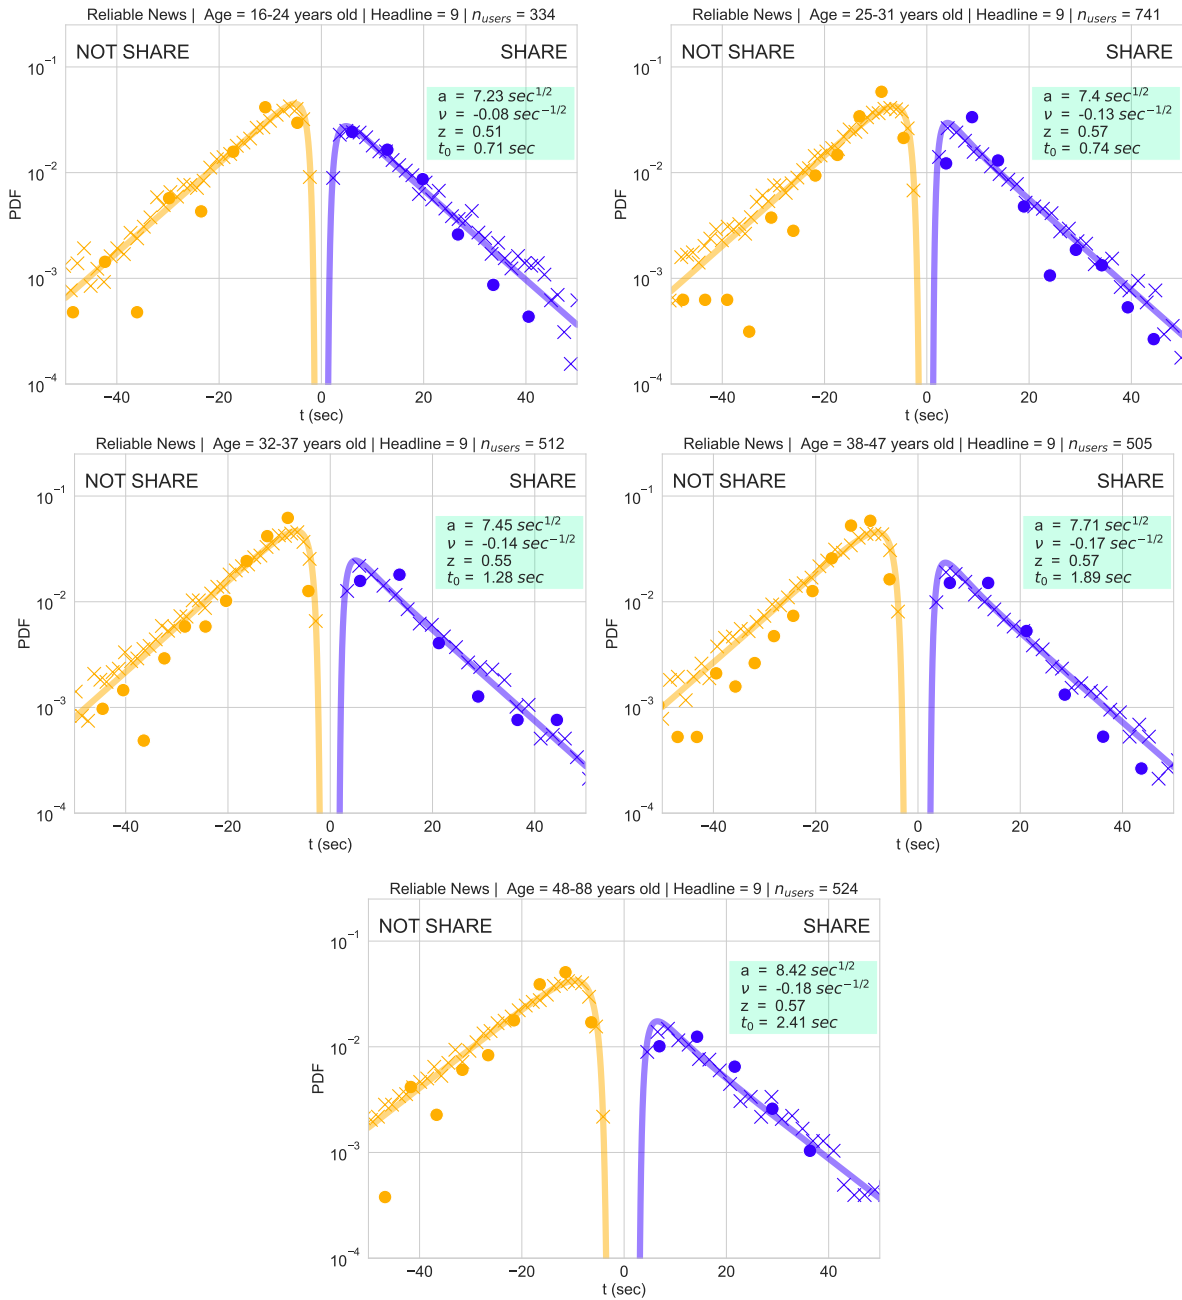 Reliable News | Age = 16-24 years old | Headline = 9 | n_users = 334
NOT SHARE SHARE
a = 7.23 sec^{1/2}
ν = -0.08 sec^{−1/2}
z = 0.51
t_0 = 0.71 sec
PDF
10^{−1}
10^{−2}
10^{−3}
10^{−4}
−40 −20 0 20 40
t (sec)
Reliable News | Age = 25-31 years old | Headline = 9 | n_users = 741
NOT SHARE SHARE
a = 7.4 sec^{1/2}
ν = -0.13 sec^{−1/2}
z = 0.57
t_0 = 0.74 sec
PDF
10^{−1}
10^{−2}
10^{−3}
10^{−4}
−40 −20 0 20 40
t (sec)
Reliable News | Age = 32-37 years old | Headline = 9 | n_users = 512
NOT SHARE SHARE
a = 7.45 sec^{1/2}
ν = -0.14 sec^{−1/2}
z = 0.55
t_0 = 1.28 sec
PDF
10^{−1}
10^{−2}
10^{−3}
10^{−4}
−40 −20 0 20 40
t (sec)
Reliable News | Age = 38-47 years old | Headline = 9 | n_users = 505
NOT SHARE SHARE
a = 7.71 sec^{1/2}
ν = -0.17 sec^{−1/2}
z = 0.57
t_0 = 1.89 sec
PDF
10^{−1}
10^{−2}
10^{−3}
10^{−4}
−40 −20 0 20 40
t (sec)
Reliable News | Age = 48-88 years old | Headline = 9 | n_users = 524
NOT SHARE SHARE
a = 8.42 sec^{1/2}
ν = -0.18 sec^{−1/2}
z = 0.57
t_0 = 2.41 sec
PDF
10^{−1}
10^{−2}
10^{−3}
10^{−4}
−40 −20 0 20 40
t (sec)